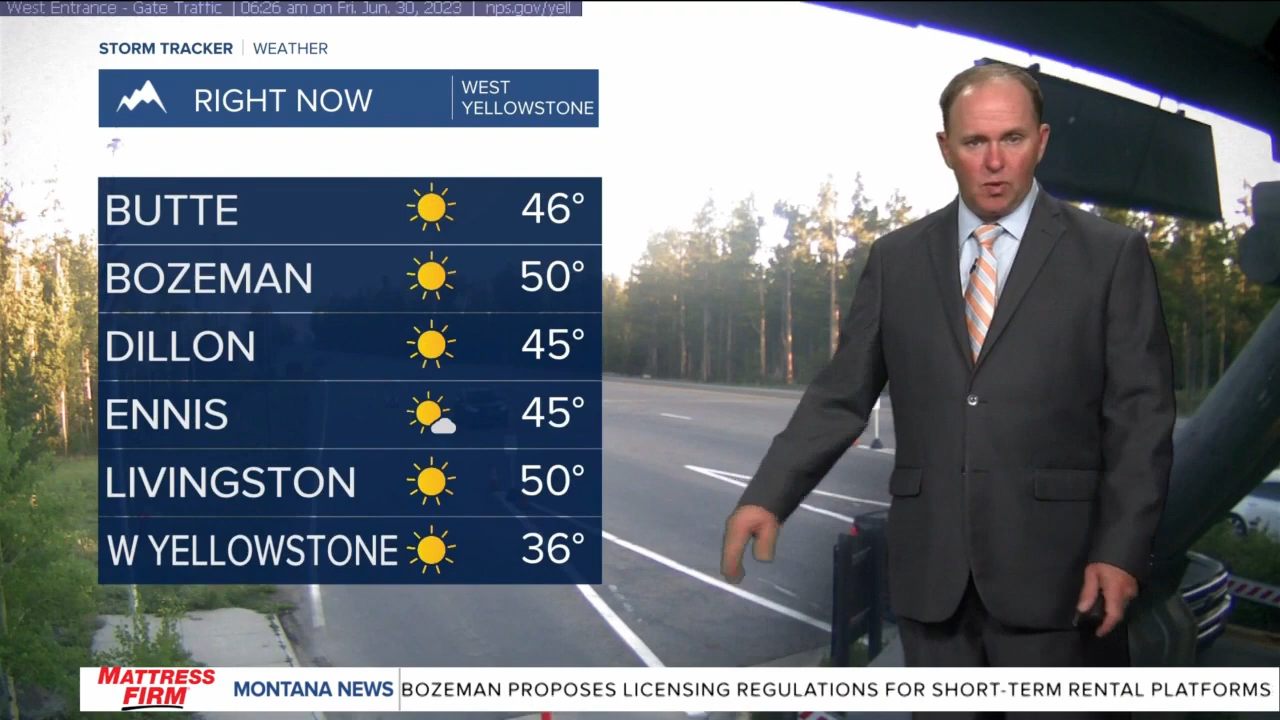 West Entrance - Gate Traffic | 06:26 am on Fri. Jun. 30, 2023 | nps.gov/yell
STORM TRACKER | WEATHER
RIGHT NOW
WEST
YELLOWSTONE
BUTTE 46°
BOZEMAN 50°
DILLON 45°
ENNIS 45°
LIVINGSTON 50°
W YELLOWSTONE 36°
MATTRESS
FIRM
MONTANA NEWS
BOZEMAN PROPOSES LICENSING REGULATIONS FOR SHORT-TERM RENTAL PLATFORMS